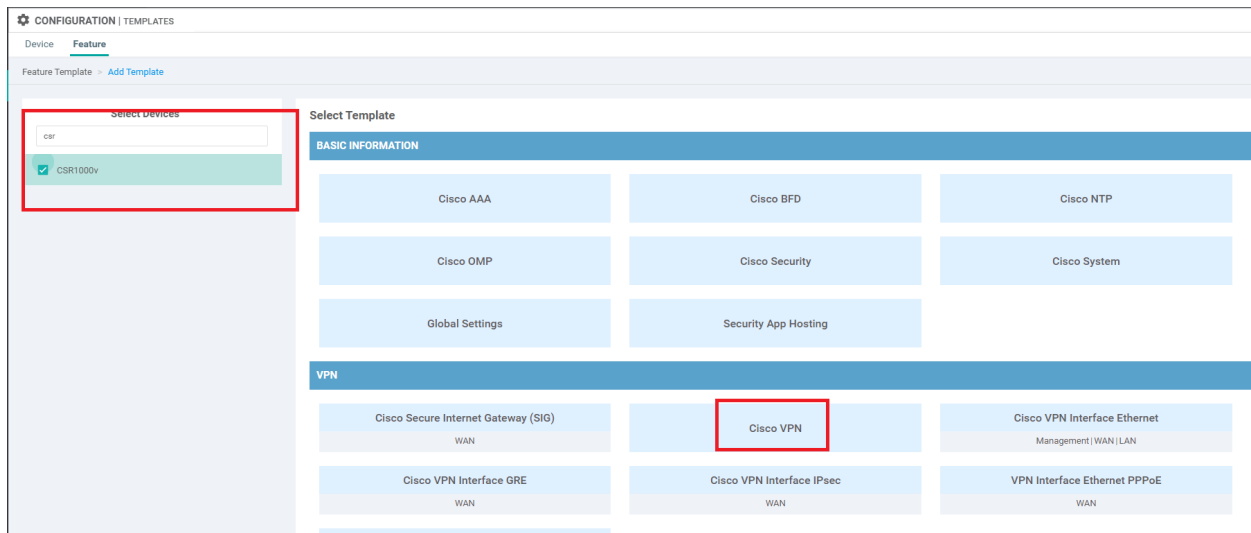 CONFIGURATION | TEMPLATES
Device Feature
Feature Template > Add Template
Select Devices
csr
CSR1000v
Select Template
BASIC INFORMATION
Cisco AAA
Cisco BFD
Cisco NTP
Cisco OMP
Cisco Security
Cisco System
Global Settings
Security App Hosting
VPN
Cisco Secure Internet Gateway (SIG)
WAN
Cisco VPN
Cisco VPN Interface Ethernet
Management | WAN | LAN
Cisco VPN Interface GRE
WAN
Cisco VPN Interface IPsec
WAN
VPN Interface Ethernet PPPoE
WAN